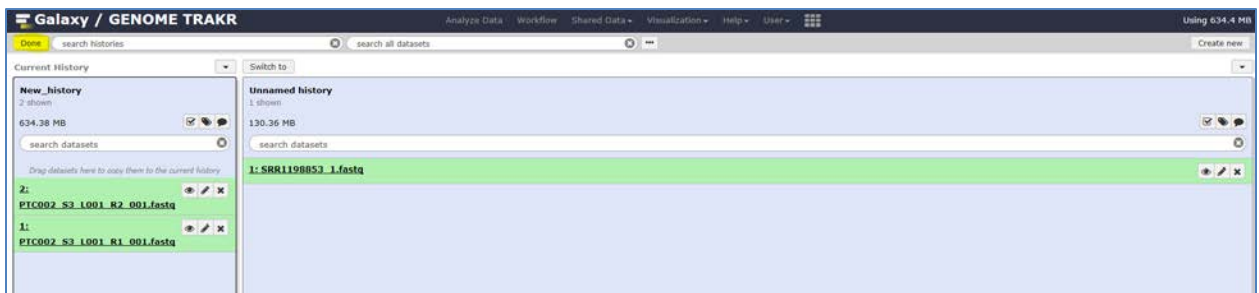 Galaxy / GENOME TRAKR
Analyze Data Workflow Shared Data Visualization Help User
Using 634.4 MB
Done search histories search all datasets ... Create new
Current History
Switch to
New_history
2 shown
634.38 MB
search datasets
Drag datasets here to copy them to the current history
2:
PTC002_S3_L001_R2_001.fastq
1:
PTC002_S3_L001_R1_001.fastq
Unnamed history
1 shown
130.36 MB
search datasets
1: SRR1198853_1.fastq